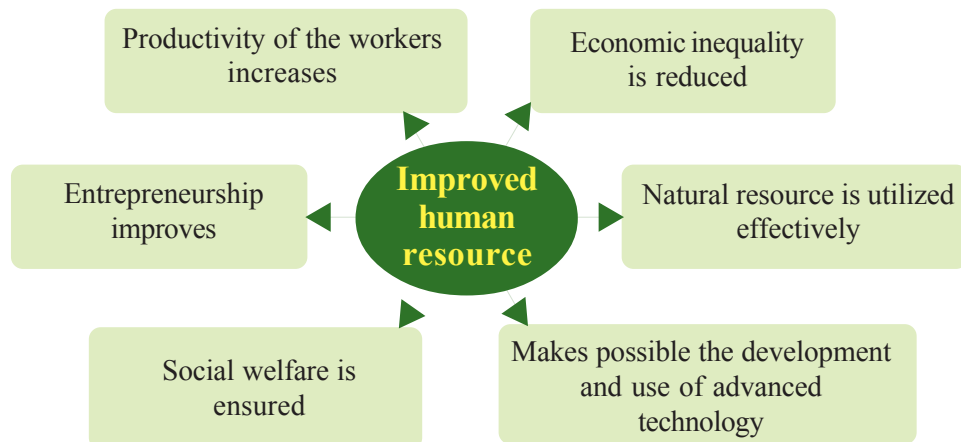 Productivity of the workers
increases
Economic inequality
is reduced
Improved
human
resource
Entrepreneurship
improves
Natural resource is utilized
effectively
Social welfare is
ensured
Makes possible the development
and use of advanced
technology